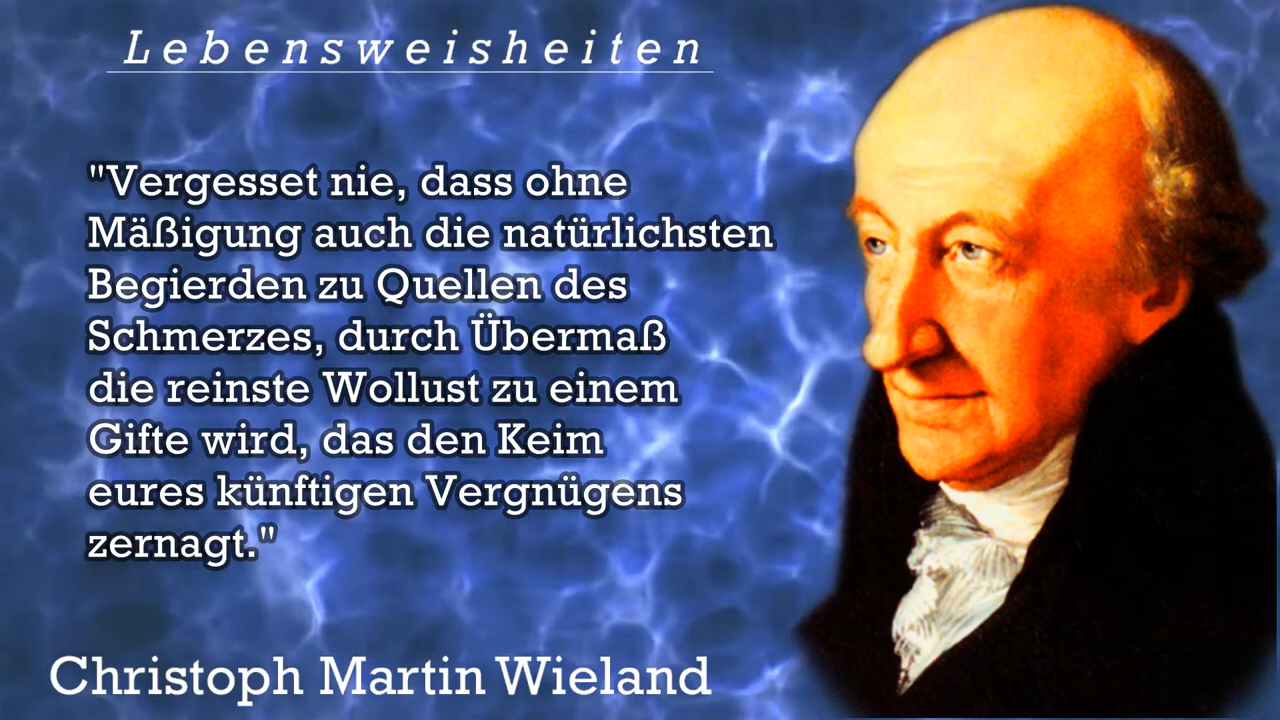 Lebensweisheiten
"Vergesset nie, dass ohne
Mäßigung auch die natürlichsten
Begierden zu Quellen des
Schmerzes, durch Übermaß
die reinste Wollust zu einem
Gifte wird, das den Keim
eures künftigen Vergnügens
zernagt."
Christoph Martin Wieland